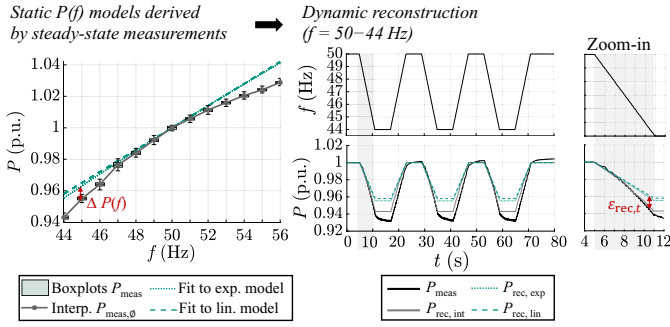 Static P(f) models derived
by steady-state measurements
Dynamic reconstruction
(f = 50−44 Hz)
Zoom-in
1.04
1.02
1
0.98
0.96
0.94
P (p.u.)
Δ P(f)
44 46 48 50 52 54 56
f (Hz)
50
49
48
47
46
45
44
f (Hz)
1.02
1
0.98
0.96
0.94
0.92
P (p.u.)
0 10 20 30 40 50 60 70 80
t (s)
ε_rec,t
4 6 8 10 12
Boxplots P_meas
Fit to exp. model
Interp. P_meas,Ø
Fit to lin. model
P_meas
P_rec, exp
P_rec, int
P_rec, lin